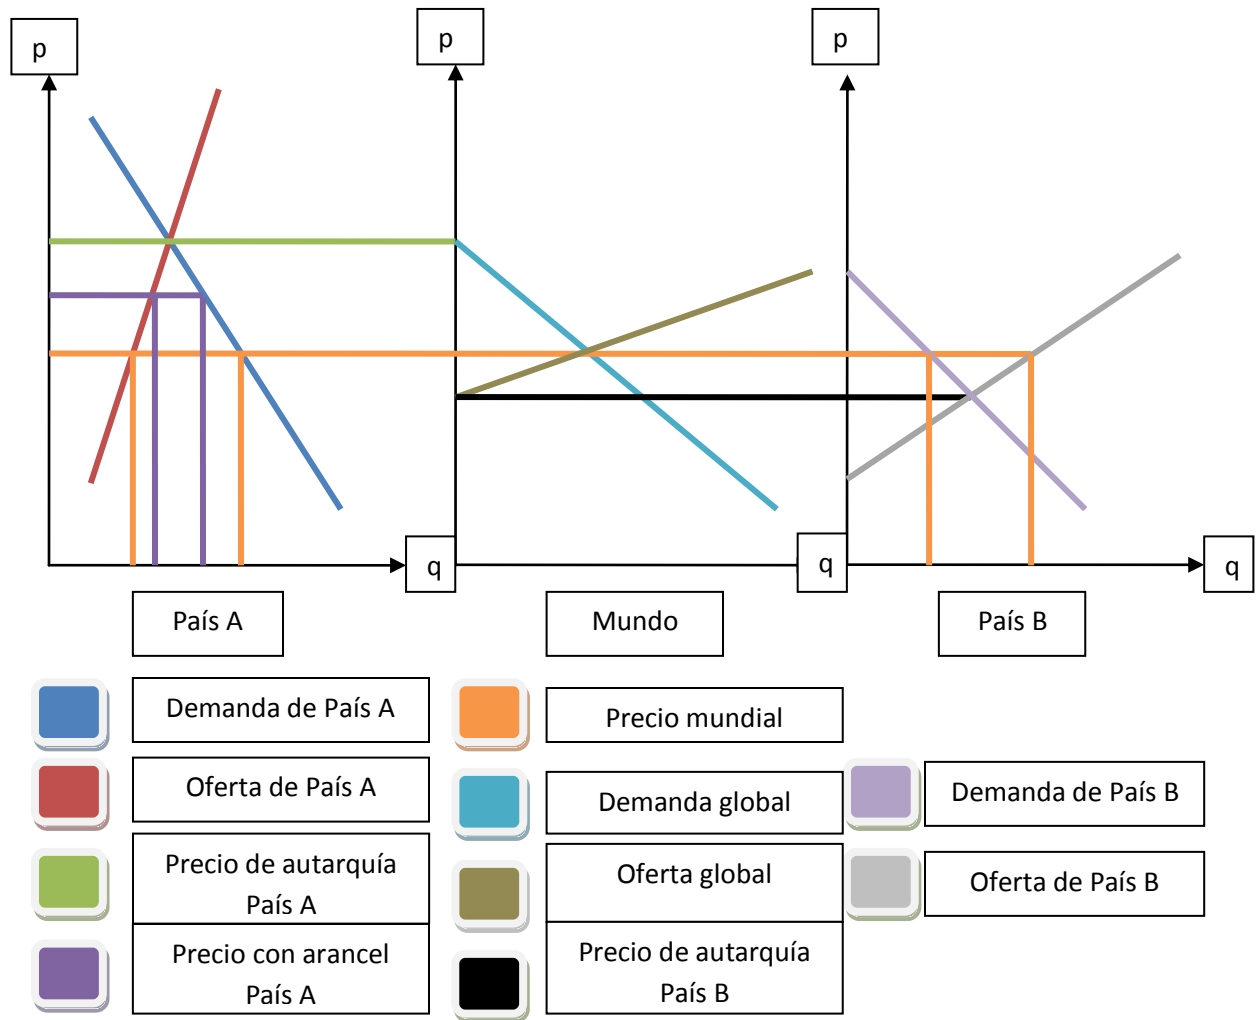 p
p
p
q
q
q
País A
Mundo
País B
Demanda de País A
Precio mundial
Oferta de País A
Demanda global
Demanda de País B
Precio de autarquía
País A
Oferta global
Oferta de País B
Precio con arancel
País A
Precio de autarquía
País B